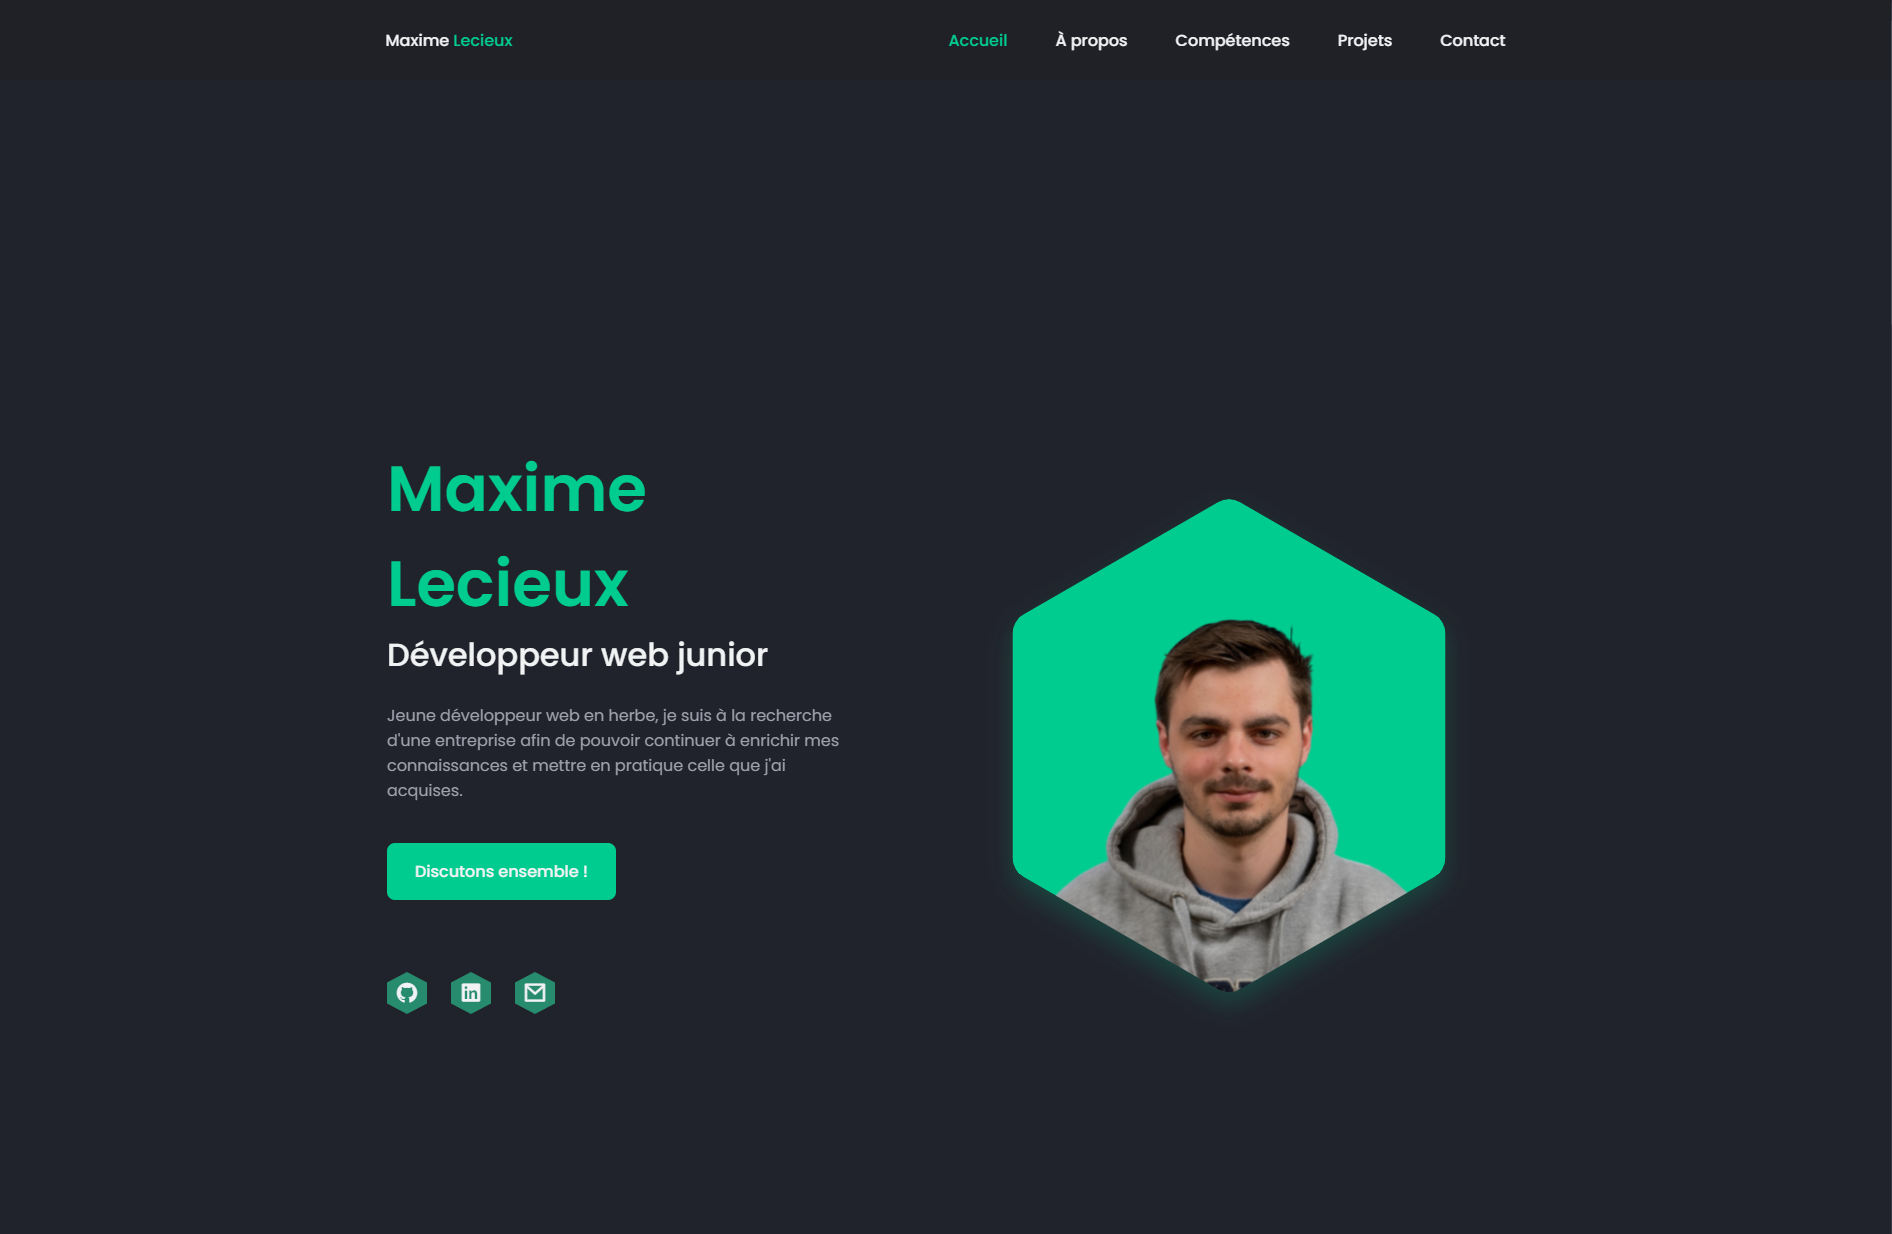 Maxime Lecieux
Accueil
À propos
Compétences
Projets
Contact
Maxime
Lecieux
Développeur web junior
Jeune développeur web en herbe, je suis à la recherche
d'une entreprise afin de pouvoir continuer à enrichir mes
connaissances et mettre en pratique celle que j'ai
acquises.
Discutons ensemble !
in